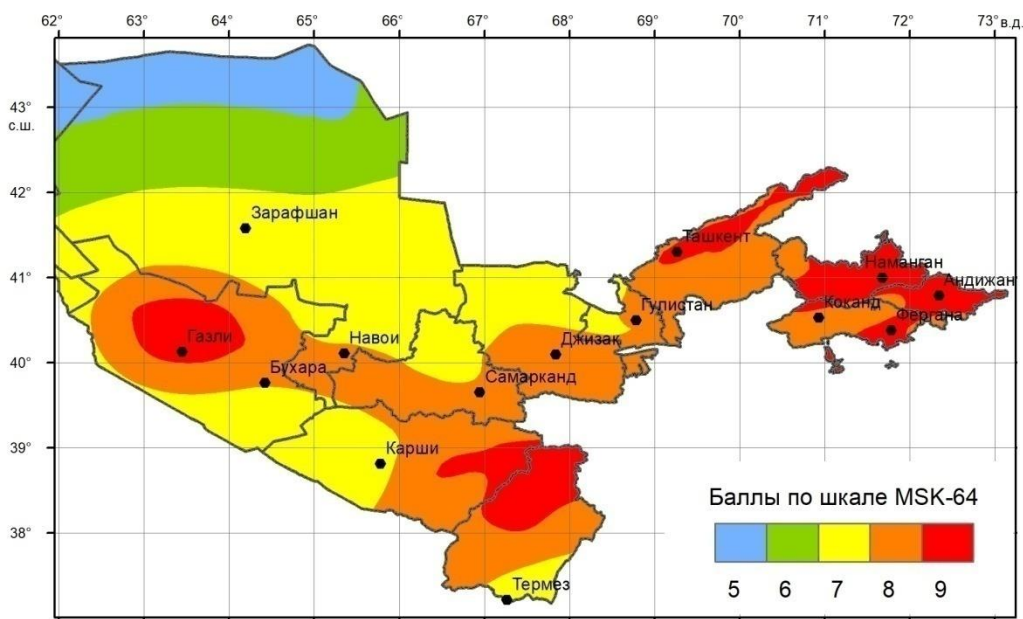 62° 63° 64° 65° 66° 67° 68° 69° 70° 71° 72° 73° в.д.
43°
с.ш.
42°
Зарафшан
Ташкент
41°
Наманган
Андижан
Гулистан
Коканд
Фергана
Газли
Навои
Джизак
40°
Бухара
Самарканд
39°
Карши
38°
Термез
Баллы по шкале MSK-64
5 6 7 8 9